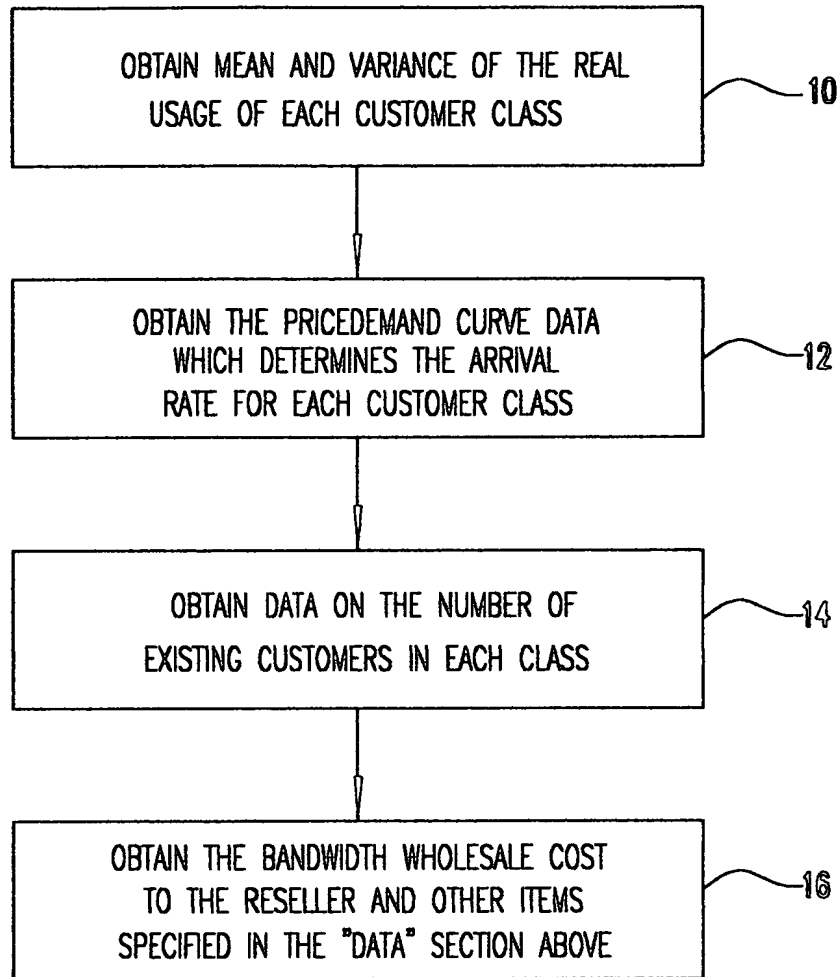 OBTAIN MEAN AND VARIANCE OF THE REAL
USAGE OF EACH CUSTOMER CLASS
10
OBTAIN THE PRICEDEMAND CURVE DATA
WHICH DETERMINES THE ARRIVAL
RATE FOR EACH CUSTOMER CLASS
12
OBTAIN DATA ON THE NUMBER OF
EXISTING CUSTOMERS IN EACH CLASS
14
OBTAIN THE BANDWIDTH WHOLESALE COST
TO THE RESELLER AND OTHER ITEMS
SPECIFIED IN THE "DATA" SECTION ABOVE
16